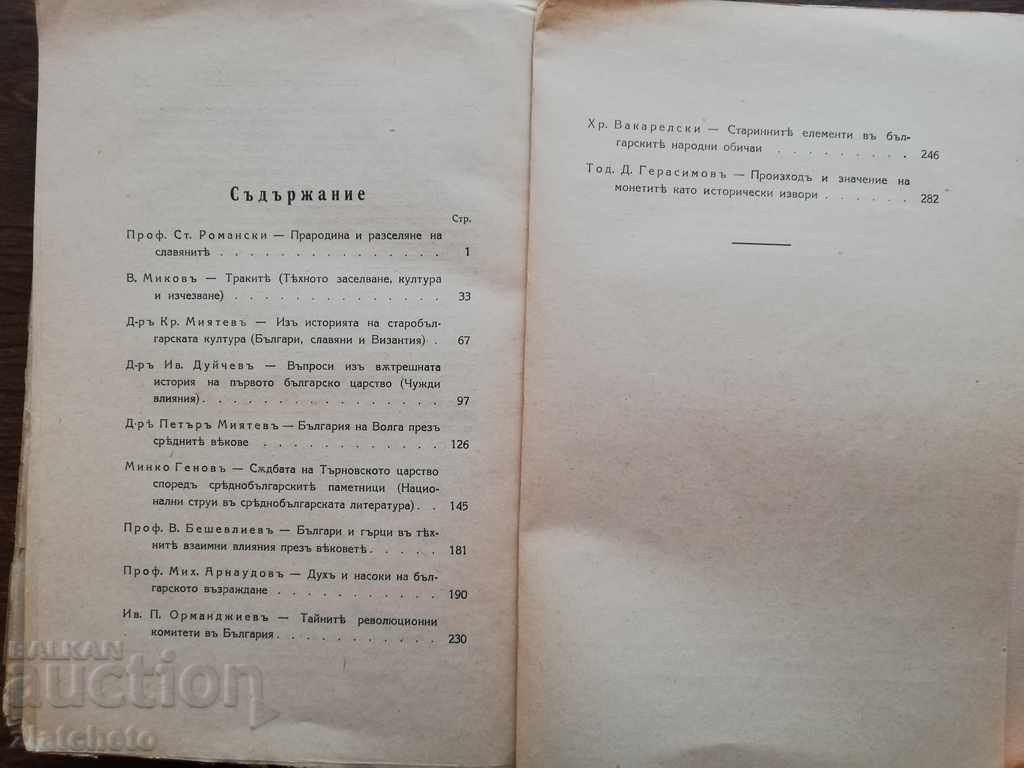 Съдържание
Стр.
Проф. Ст. Романски — Прародина и разселяне на
славянитѣ . . . . . . . . . . . . . . . 1
В. Миковъ — Тракитѣ (Тѣхното заселване, култура
и изчезване) . . . . . . . . . . . . . . 33
Д-ръ Кр. Миятевъ — Изъ историята на старобъл-
гарската култура (Българи, славяни и Византия) . 67
Д-ръ Ив. Дуйчевъ — Въпроси изъ вѫтрешната
история на първото българско царство (Чужди
влияния) . . . . . . . . . . . . . . . . 97
Д-рѣ Петъръ Миятевъ — България на Волга презъ
срѣднитѣ вѣкове . . . . . . . . . . . . 126
Минко Геновъ — Сѫдбата на Търновското царство
споредъ срѣднобългарскитѣ паметници (Национ-
ални струи въ срѣднобългарската литература) . . 145
Проф. В. Бешевлиевъ — Българи и гърци въ тѣх-
нитѣ взаимни влияния презъ вѣковетѣ . . . . . 181
Проф. Мих. Арнаудовъ — Духъ и насоки на бъл-
гарското възраждане . . . . . . . . . . . 190
Ив. П. Орманджиевъ — Тайнитѣ революционни
комитети въ България . . . . . . . . . . . 230
Хр. Вакарелски — Стариннитѣ елементи въ бъл-
гарскитѣ народни обичаи . . . . . . . . . 246
Тод. Д. Герасимовъ — Произходъ и значение на
монетитѣ като исторически извори . . . . . . 282
BALKAN
auction
zlatcheto